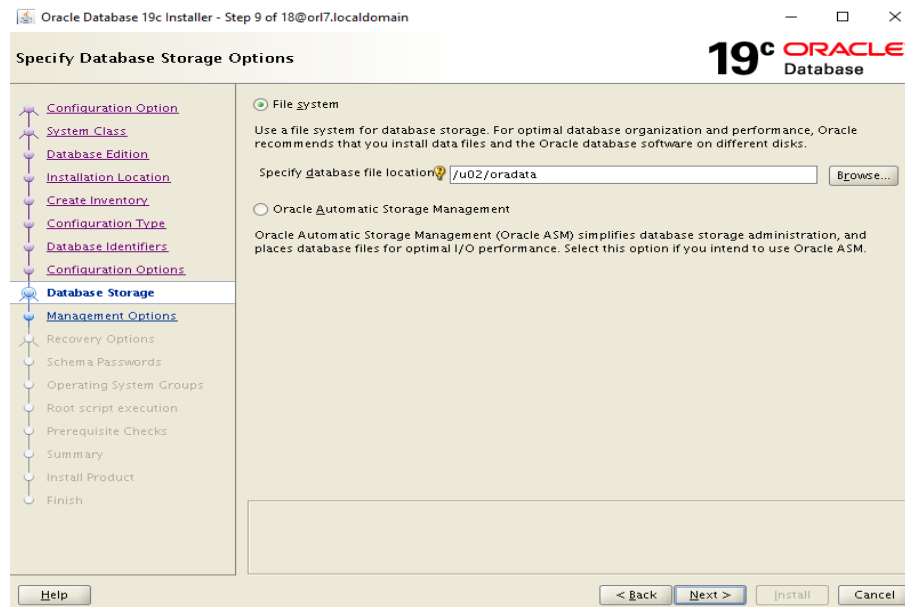 Oracle Database 19c Installer - Step 9 of 18@orl7.localdomain
Specify Database Storage Options
19c ORACLE
Database
Configuration Option
System Class
Database Edition
Installation Location
Create Inventory
Configuration Type
Database Identifiers
Configuration Options
Database Storage
Management Options
Recovery Options
Schema Passwords
Operating System Groups
Root script execution
Prerequisite Checks
Summary
Install Product
Finish
File system
Use a file system for database storage. For optimal database organization and performance, Oracle
recommends that you install data files and the Oracle database software on different disks.
Specify database file location /u02/oradata Browse...
Oracle Automatic Storage Management
Oracle Automatic Storage Management (Oracle ASM) simplifies database storage administration, and
places database files for optimal I/O performance. Select this option if you intend to use Oracle ASM.
Help < Back Next > Install Cancel